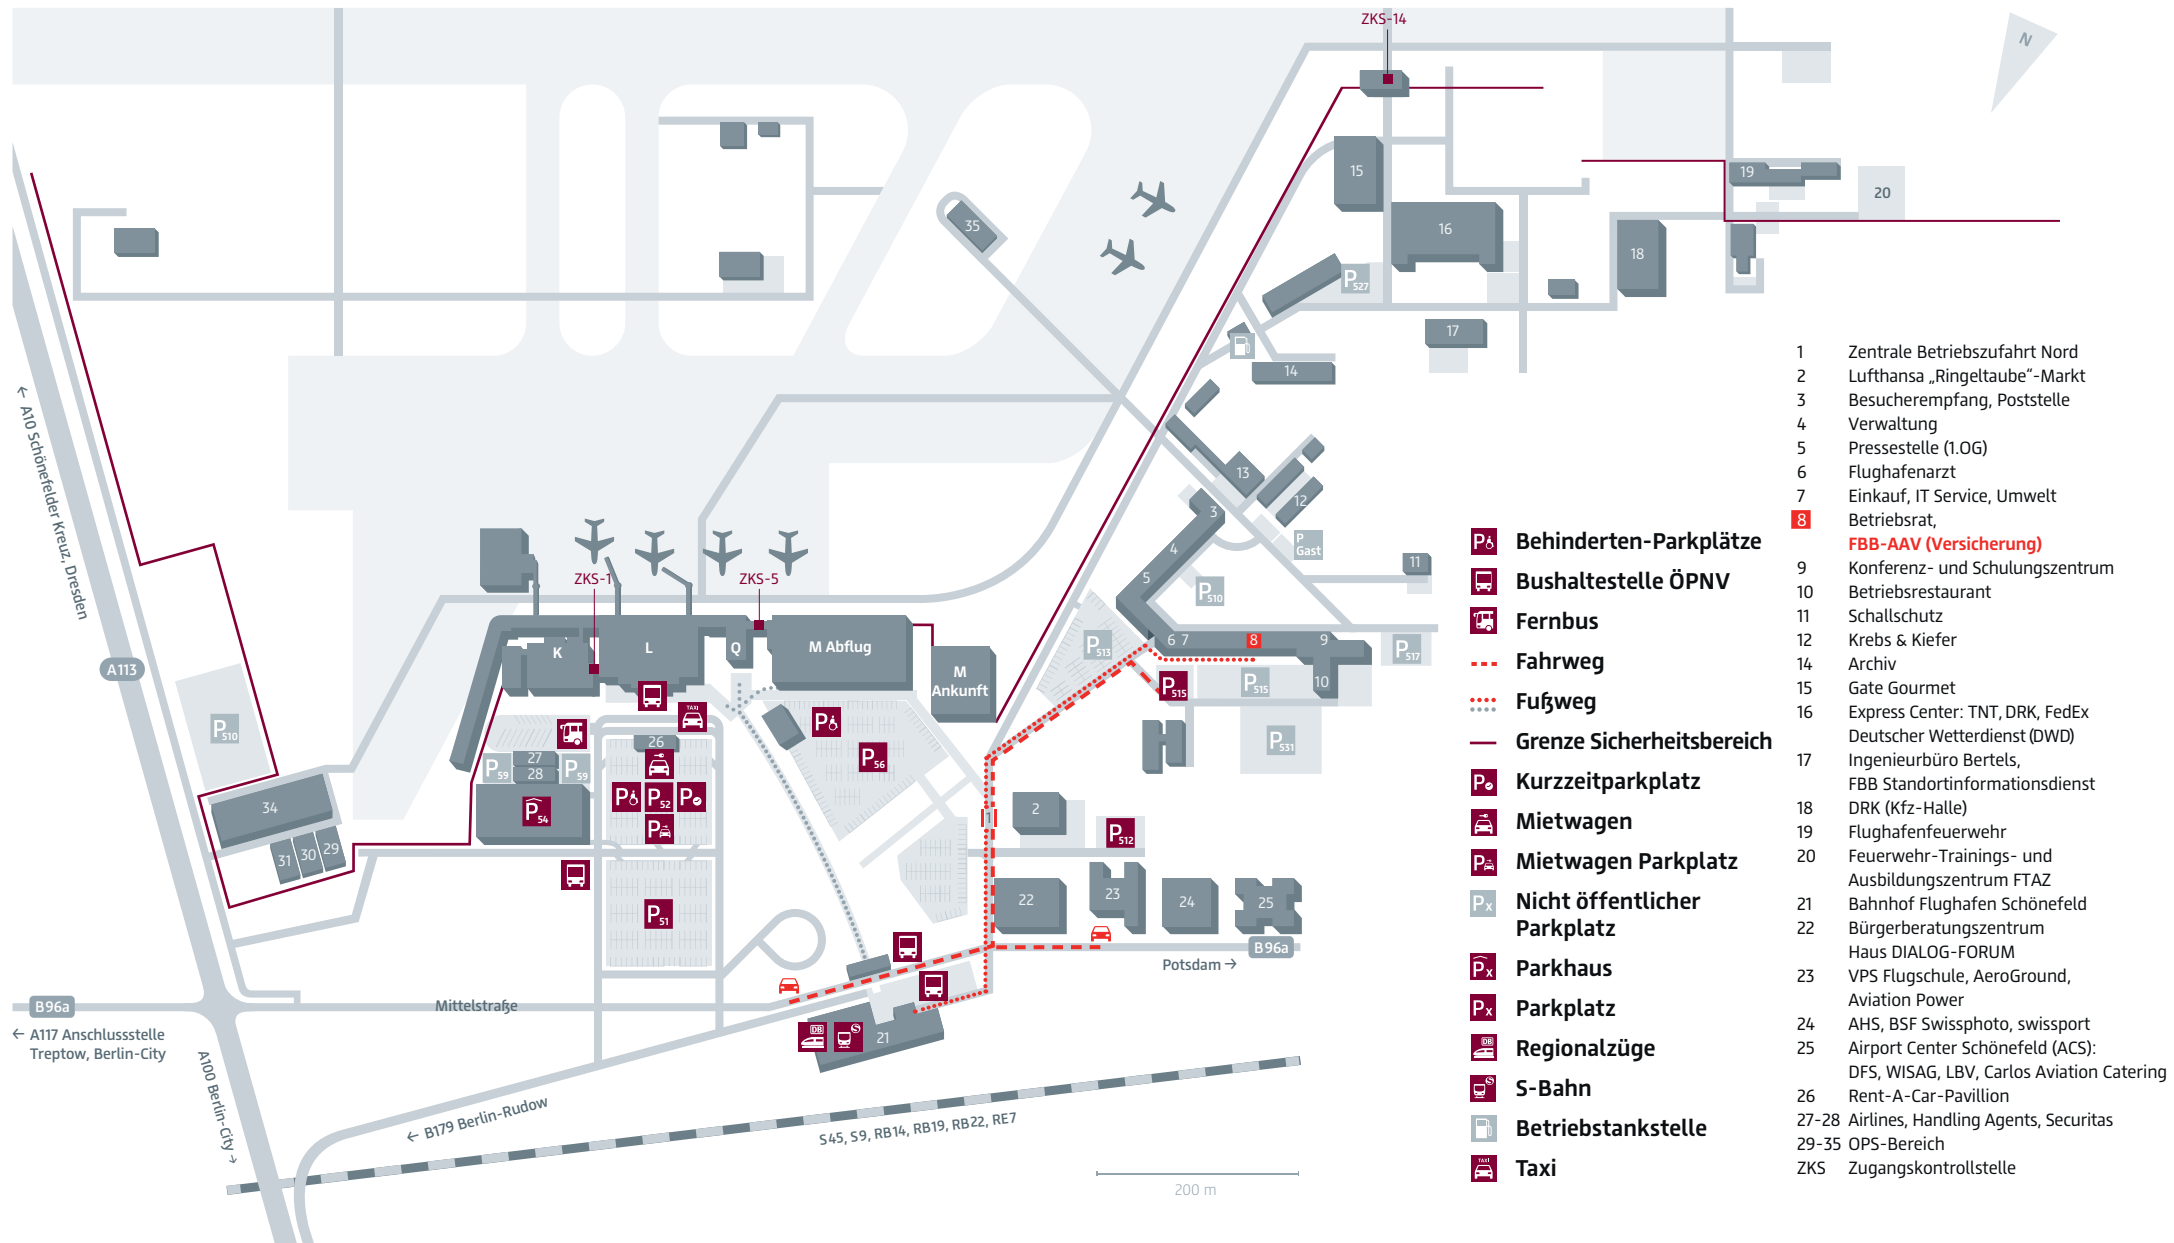 ZKS-14
N
15
19
20
35
16
18
P527
17
14
← A10 Schönefelder Kreuz, Dresden
13
12
3
4
5
P Gast
11
P510
ZKS-1
ZKS-5
K
L
Q
M Abflug
M
Ankunft
P513
6 7
8
9
10
P517
P515
P515
P531
A113
P510
TAXI
P
P56
26
27
28
P59
P59
P54
P
P52
P
P
34
31
30
29
1
2
P512
P51
22
23
24
25
B96a
Potsdam →
B96a
Mittelstraße
← A117 Anschlussstelle
Treptow, Berlin-City
A100 Berlin-City →
DB
S
21
← B179 Berlin-Rudow
S45, S9, RB14, RB19, RB22, RE7
200 m
P Behinderten-Parkplätze
Bushaltestelle ÖPNV
Fernbus
Fahrweg
Fußweg
Grenze Sicherheitsbereich
P Kurzzeitparkplatz
Mietwagen
P Mietwagen Parkplatz
Px Nicht öffentlicher
Parkplatz
Px Parkhaus
Px Parkplatz
DB Regionalzüge
S S-Bahn
Betriebstankstelle
TAXI Taxi
1 Zentrale Betriebszufahrt Nord
2 Lufthansa „Ringeltaube“-Markt
3 Besucherempfang, Poststelle
4 Verwaltung
5 Pressestelle (1.OG)
6 Flughafenarzt
7 Einkauf, IT Service, Umwelt
8 Betriebsrat,
FBB-AAV (Versicherung)
9 Konferenz- und Schulungszentrum
10 Betriebsrestaurant
11 Schallschutz
12 Krebs & Kiefer
14 Archiv
15 Gate Gourmet
16 Express Center: TNT, DRK, FedEx
Deutscher Wetterdienst (DWD)
17 Ingenieurbüro Bertels,
FBB Standortinformationsdienst
18 DRK (Kfz-Halle)
19 Flughafenfeuerwehr
20 Feuerwehr-Trainings- und
Ausbildungszentrum FTAZ
21 Bahnhof Flughafen Schönefeld
22 Bürgerberatungszentrum
Haus DIALOG-FORUM
23 VPS Flugschule, AeroGround,
Aviation Power
24 AHS, BSF Swissphoto, swissport
25 Airport Center Schönefeld (ACS):
DFS, WISAG, LBV, Carlos Aviation Catering
26 Rent-A-Car-Pavillion
27-28 Airlines, Handling Agents, Securitas
29-35 OPS-Bereich
ZKS Zugangskontrollstelle